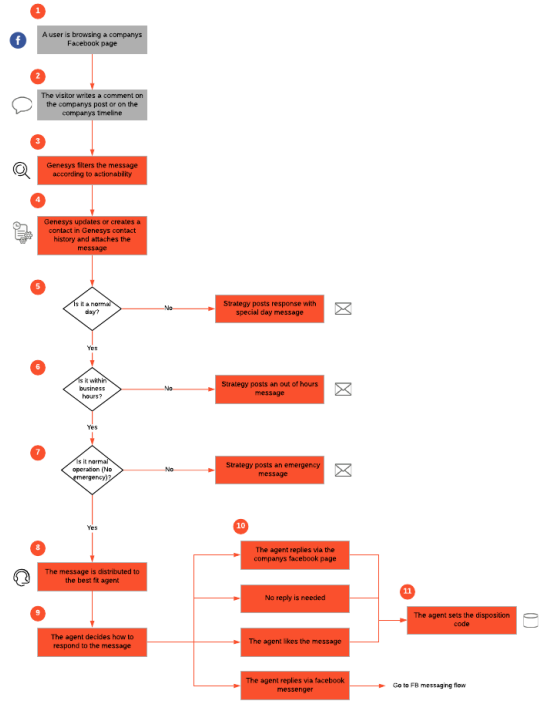 1
A user is browsing a companys
Facebook page
f
2
The visitor writes a comment on
the companys post or on the
companys timeline
3
Genesys filters the message
according to actionability
4
Genesys updates or creates a
contact in Genesys contact
history and attaches the
message
5
Is it a normal
day?
No
Strategy posts response with
special day message
Yes
6
Is it within
business
hours?
No
Strategy posts an out of hours
message
Yes
7
Is it normal
operation (No
emergency)?
No
Strategy posts an emergency
message
Yes
8
The message is distributed to
the best fit agent
9
The agent decides how to
respond to the message
10
The agent replies via the
companys facebook page
No reply is needed
The agent likes the message
The agent replies via facebook
messenger
11
The agent sets the disposition
code
Go to FB messaging flow